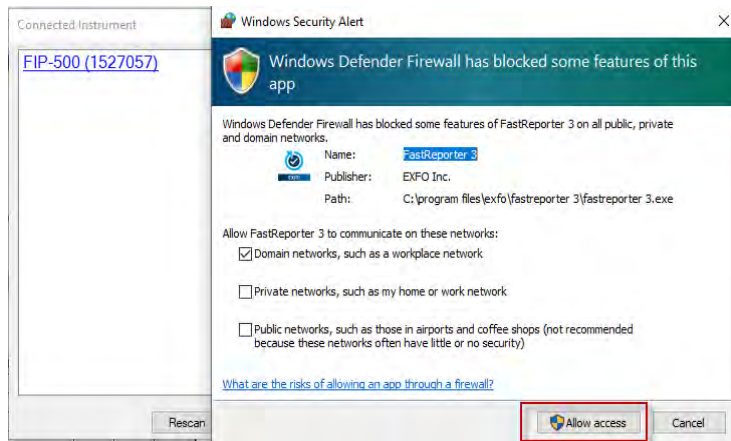 Connected Instrument
FIP-500 (1527057)
Rescan
Windows Security Alert
Windows Defender Firewall has blocked some features of this
app
Windows Defender Firewall has blocked some features of FastReporter 3 on all public, private
and domain networks.
EXFO
Name: FastReporter 3
Publisher: EXFO Inc.
Path: C:\program files\exfo\fastreporter 3\fastreporter 3.exe
Allow FastReporter 3 to communicate on these networks:
Domain networks, such as a workplace network
Private networks, such as my home or work network
Public networks, such as those in airports and coffee shops (not recommended
because these networks often have little or no security)
What are the risks of allowing an app through a firewall?
Allow access
Cancel